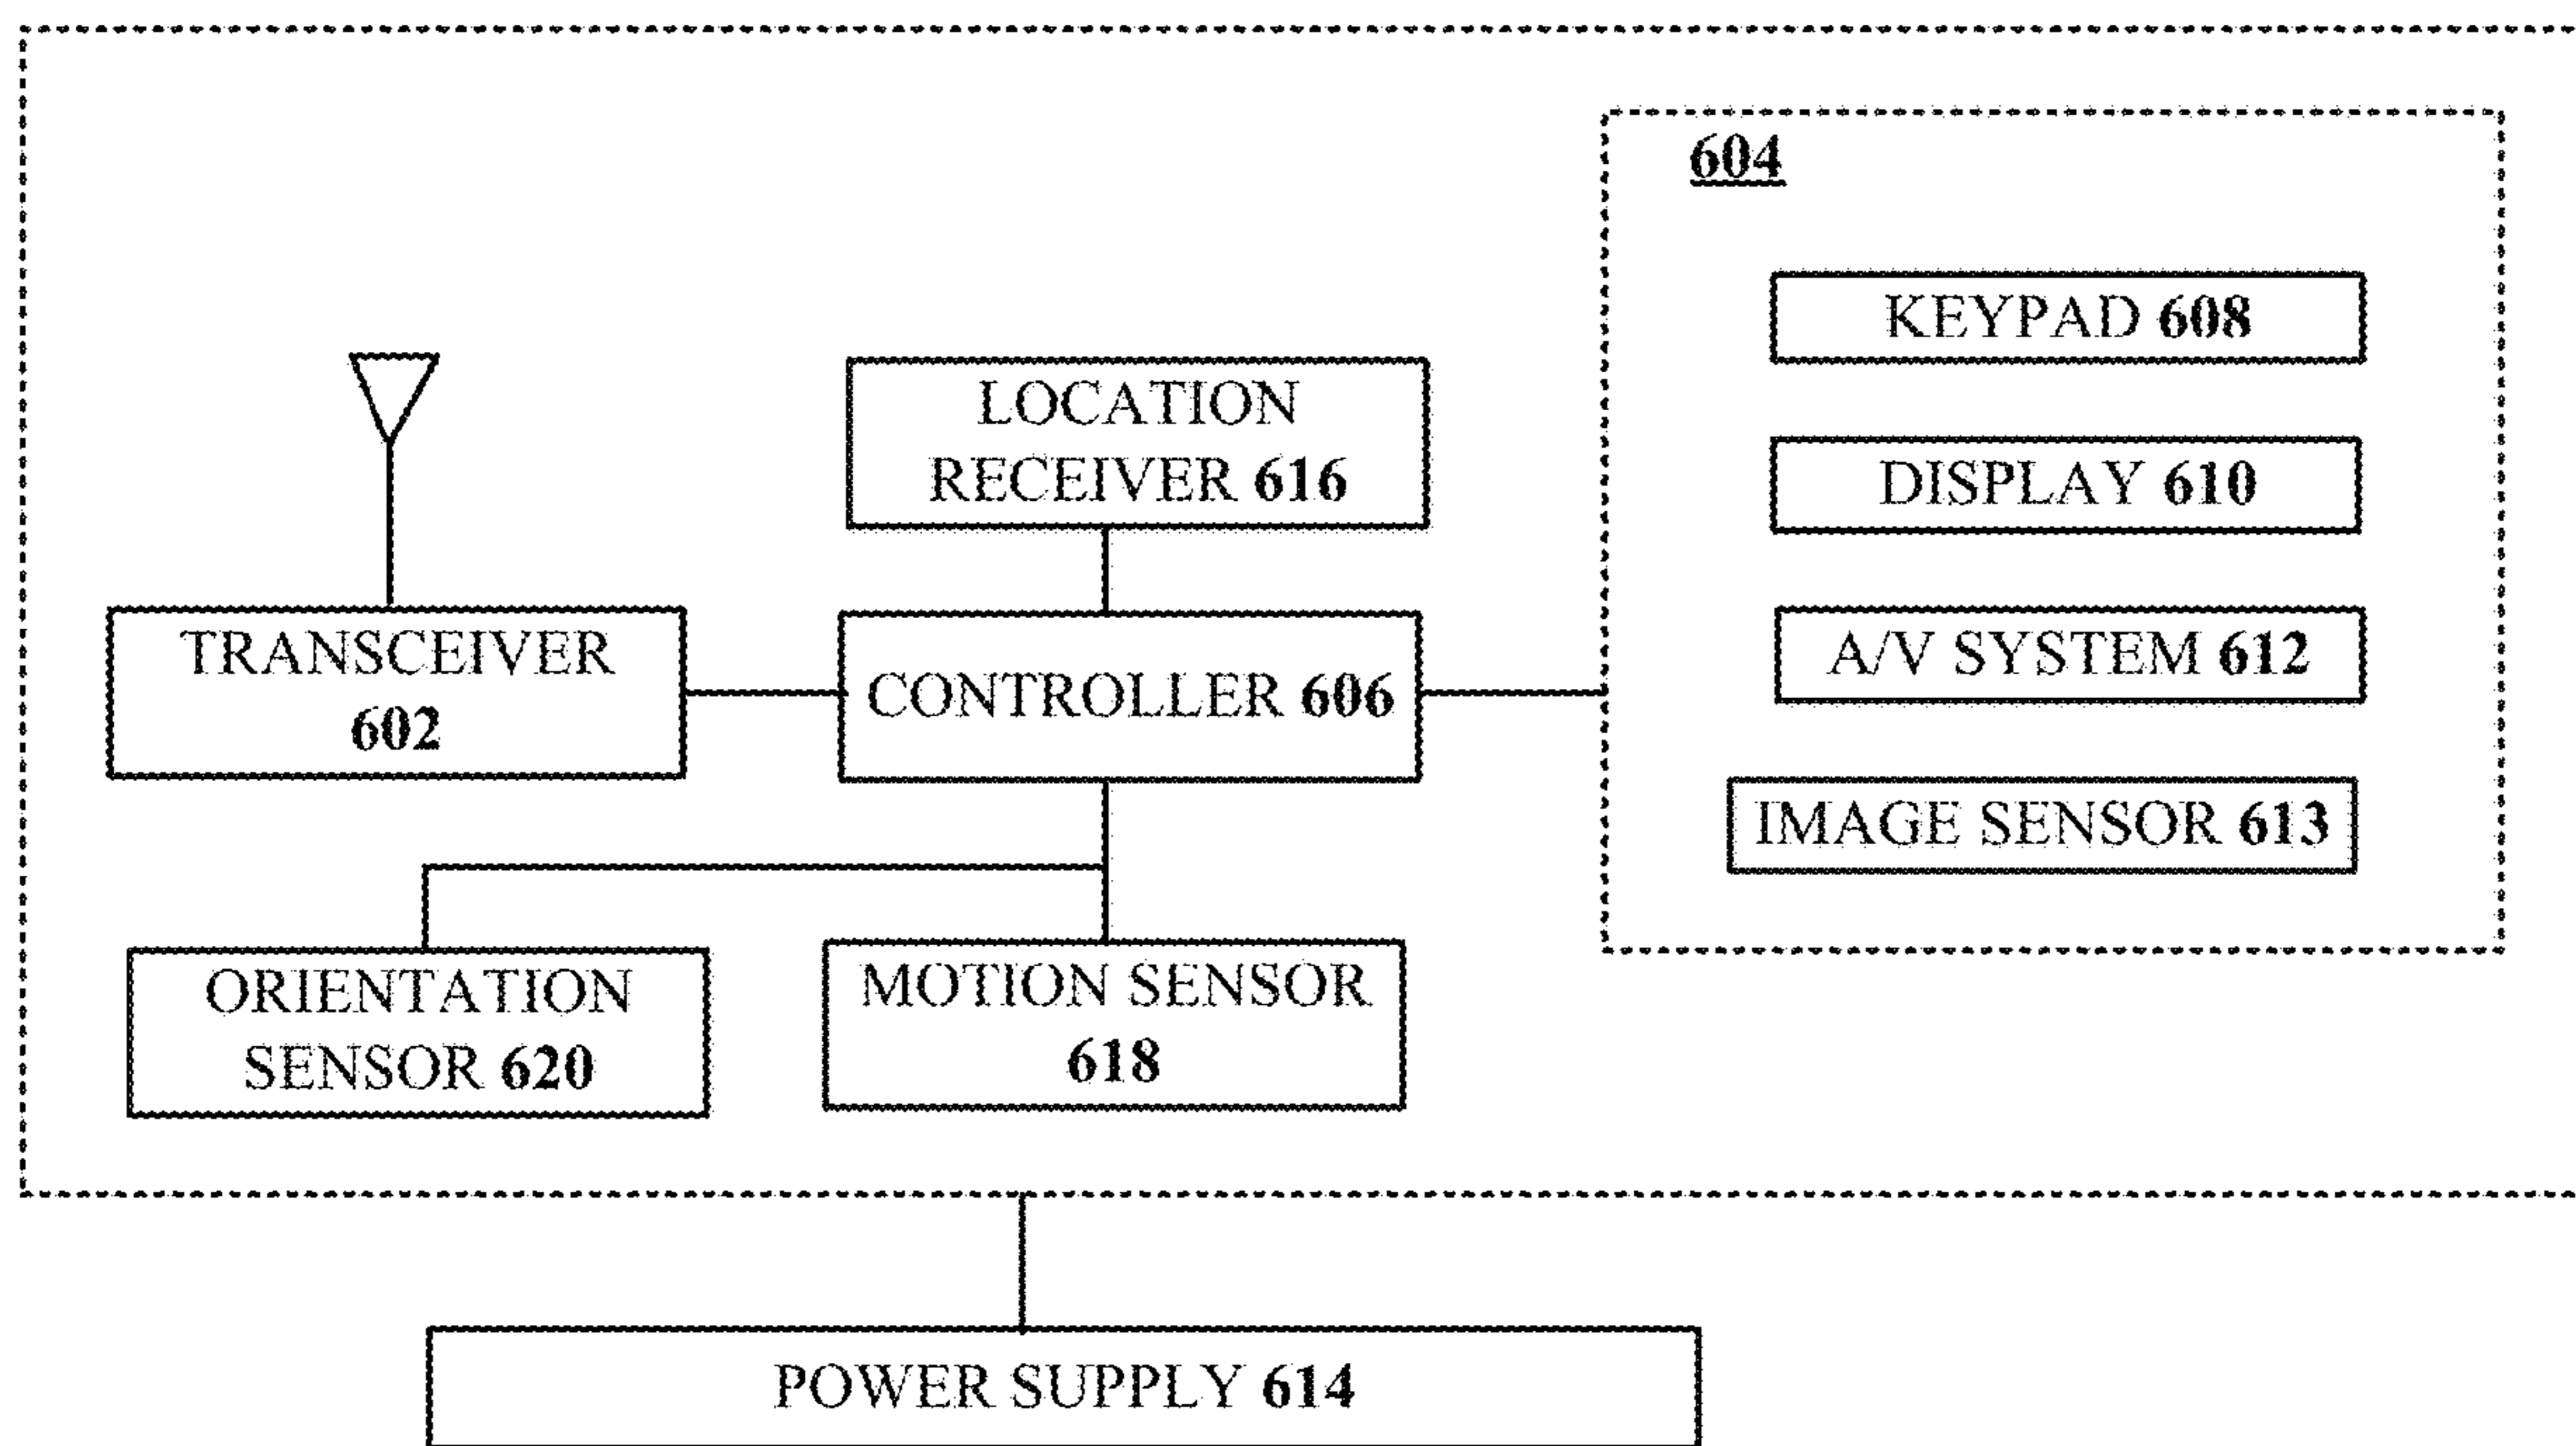 604
KEYPAD 608
LOCATION
RECEIVER 616
DISPLAY 610
TRANSCEIVER
602
CONTROLLER 606
A/V SYSTEM 612
IMAGE SENSOR 613
ORIENTATION
SENSOR 620
MOTION SENSOR
618
POWER SUPPLY 614